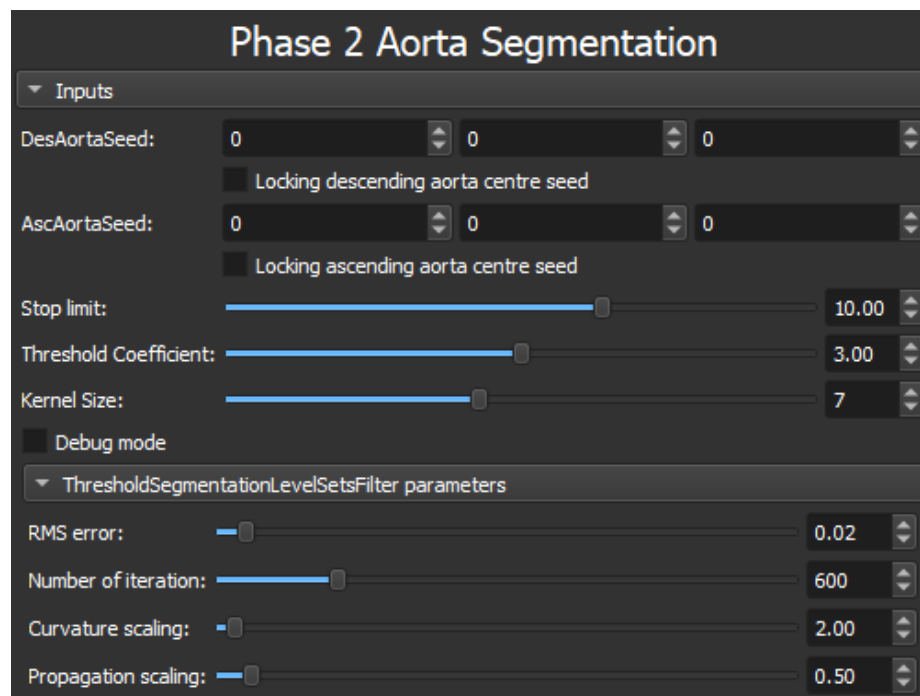 Phase 2 Aorta Segmentation
Inputs
DesAortaSeed: 0 0 0
Locking descending aorta centre seed
AscAortaSeed: 0 0 0
Locking ascending aorta centre seed
Stop limit: 10.00
Threshold Coefficient: 3.00
Kernel Size: 7
Debug mode
ThresholdSegmentationLevelSetsFilter parameters
RMS error: 0.02
Number of iteration: 600
Curvature scaling: 2.00
Propagation scaling: 0.50